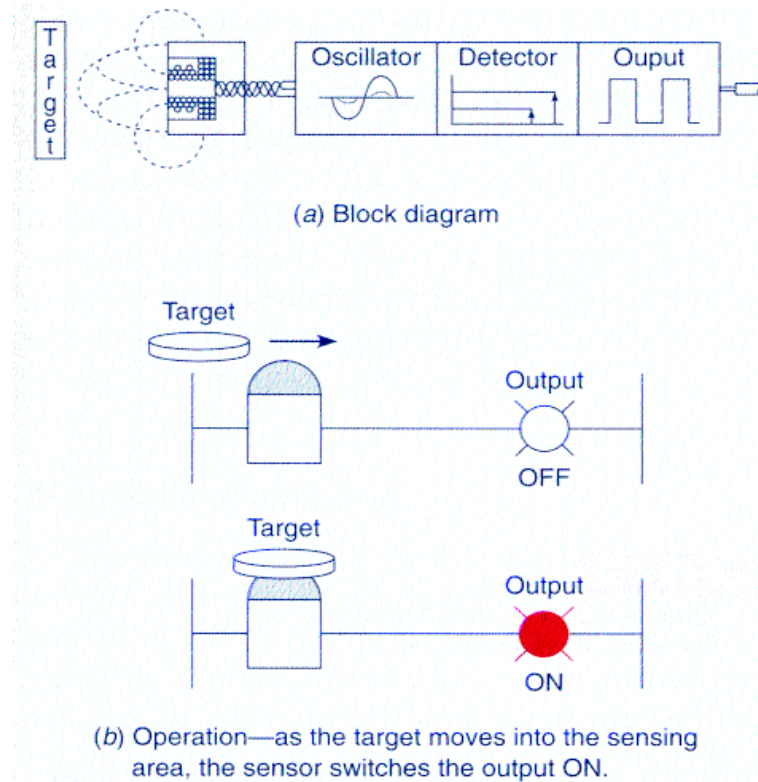 Target
Oscillator
Detector
Ouput
(a) Block diagram
Target
Output
OFF
Target
Output
ON
(b) Operation—as the target moves into the sensing
area, the sensor switches the output ON.